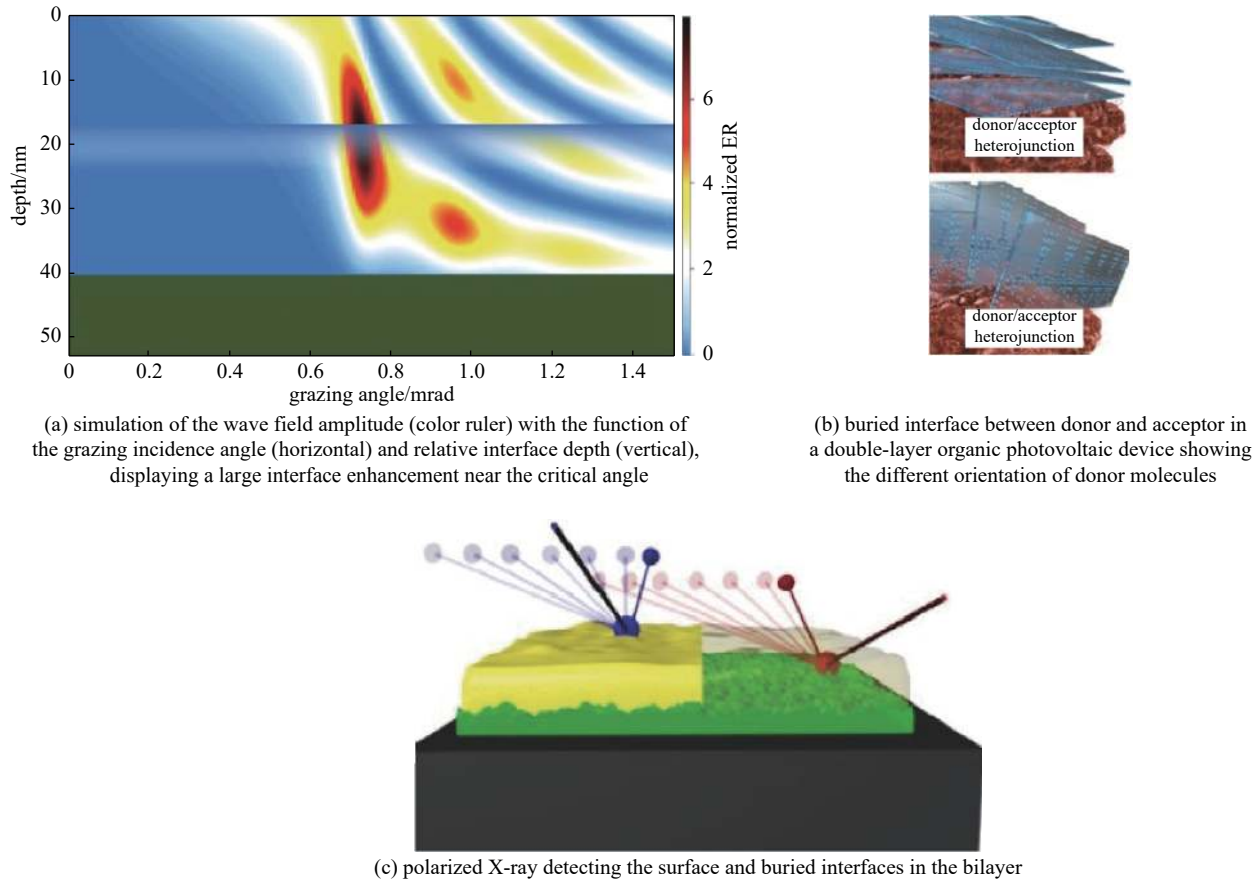 0
10
20
30
40
50
depth/nm
0
0.2
0.4
0.6
0.8
1.0
1.2
1.4
grazing angle/mrad
6
4
2
0
normalized ER
(a) simulation of the wave field amplitude (color ruler) with the function of
the grazing incidence angle (horizontal) and relative interface depth (vertical),
displaying a large interface enhancement near the critical angle
donor/acceptor
heterojunction
donor/acceptor
heterojunction
(b) buried interface between donor and acceptor in
a double-layer organic photovoltaic device showing
the different orientation of donor molecules
(c) polarized X-ray detecting the surface and buried interfaces in the bilayer